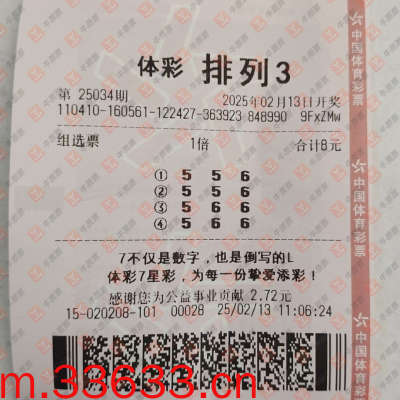 体彩 排列3
第 25034期 2025年02月13日开奖
110410-160561-122427-363923 848990 9FxZMw
组选票 1倍 合计8元
① 5 5 6
② 5 5 6
③ 5 6 6
④ 5 6 6
7不仅是数字，也是倒写的L
体彩7星彩，为每一份挚爱添彩！
感谢您为公益事业贡献 2.72元
15-020208-101 00028 25/02/13 11:06:24
中国体育彩票
中国体育彩票
m.33633.cn